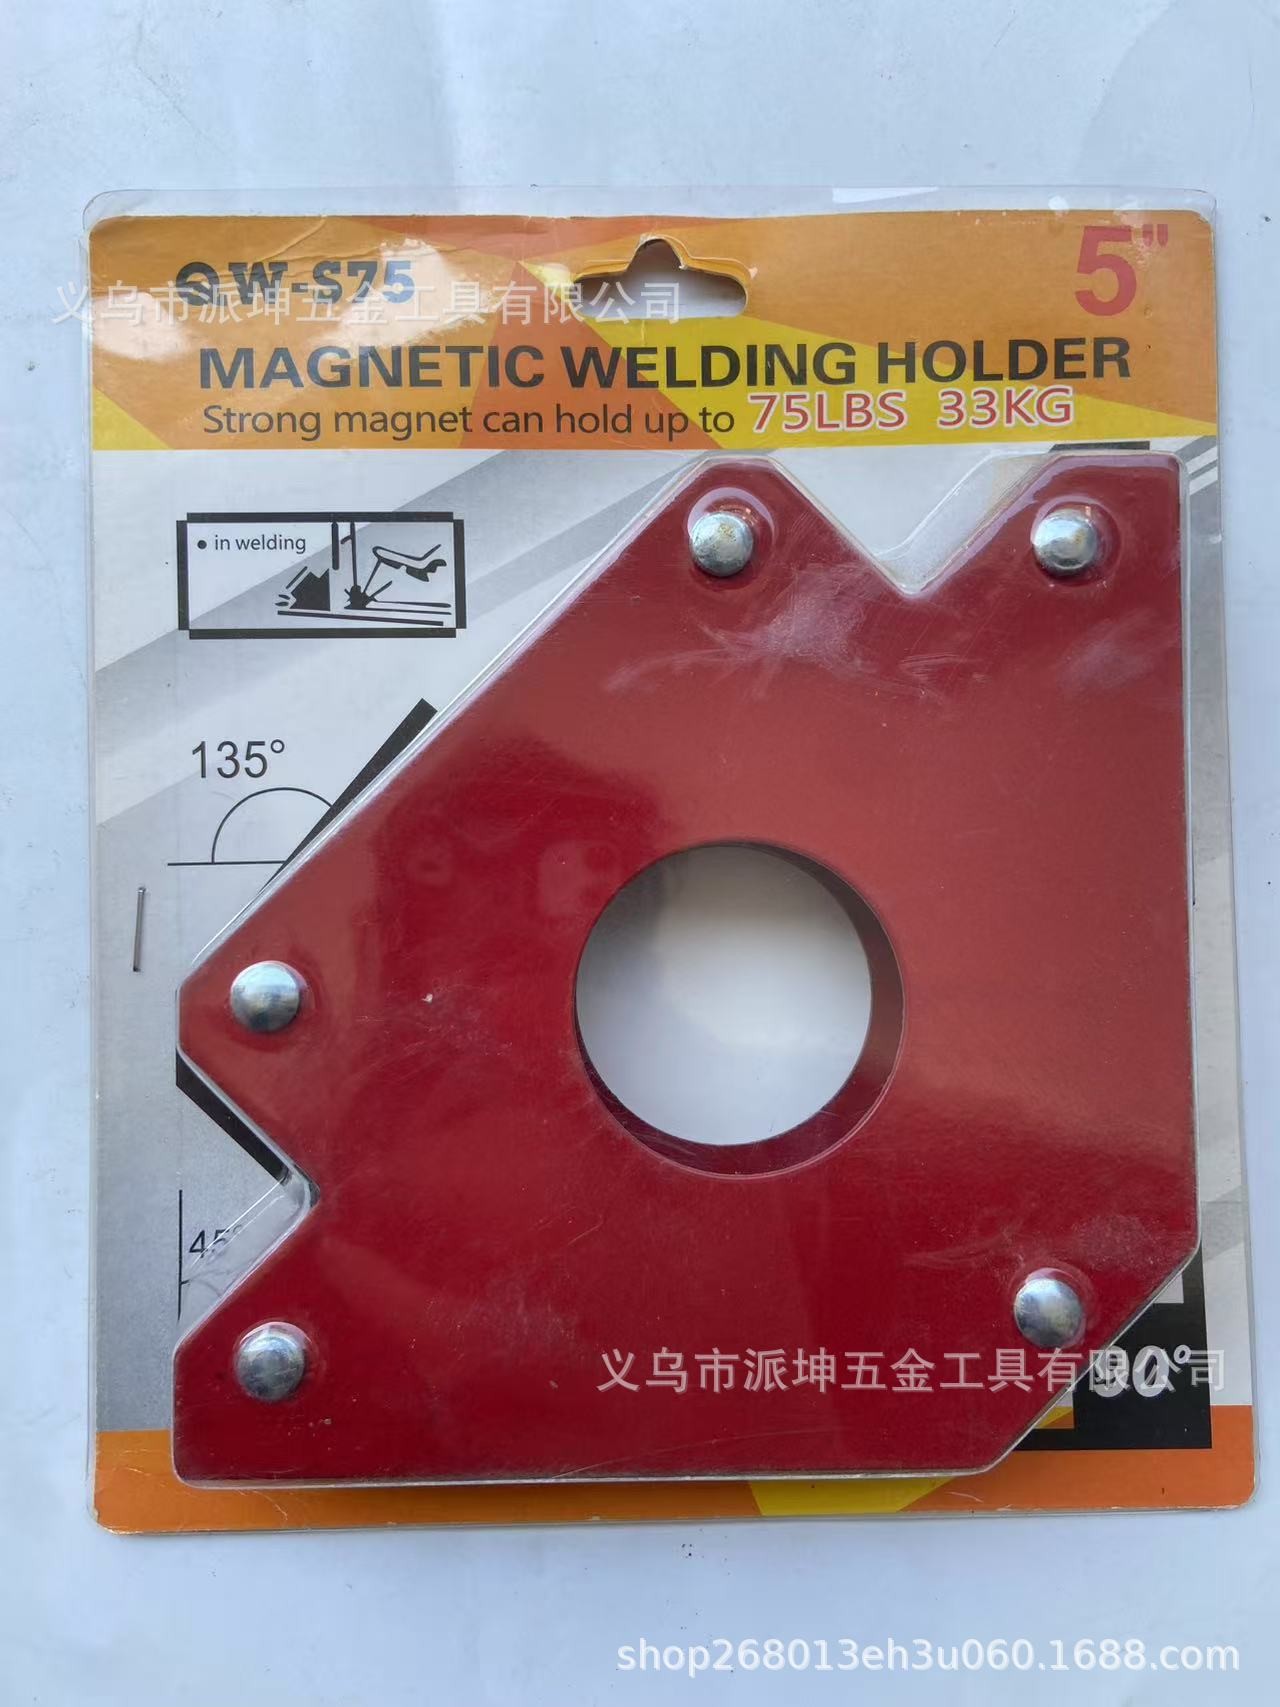 QW-S75
5"
义乌市派坤五金工具有限公司
MAGNETIC WELDING HOLDER
Strong magnet can hold up to 75LBS 33KG
• in welding
135°
45°
义乌市派坤五金工具有限公司
90°
shop268013eh3u060.1688.com